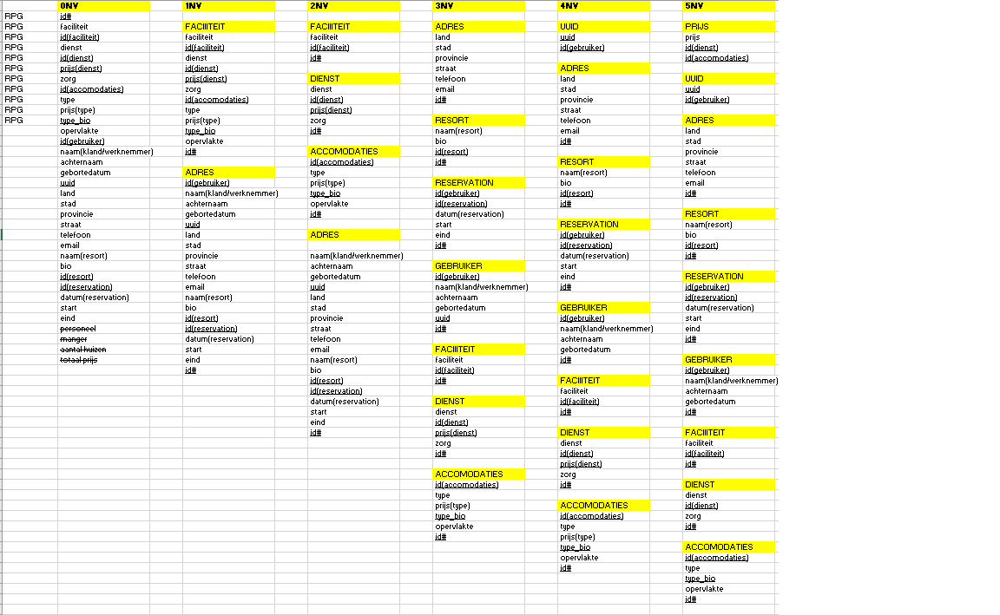 RPG
RPG
RPG
RPG
RPG
RPG
RPG
RPG
RPG
RPG
RPG
0NV
id#
faciliteit
id(faciliteit)
dienst
id(dienst)
prijs(dienst)
zorg
id(accomodaties)
type
prijs(type)
type_bio
opervlakte
id(gebruiker)
naam(kland/werknemmer)
achternaam
gebortedatum
uuid
land
stad
provincie
straat
telefoon
email
naam(resort)
bio
id(resort)
id(reservation)
datum(reservation)
start
eind
personeel
manger
aantal huizen
totaal prijs
1NV
FACIIITEIT
faciliteit
id(faciliteit)
dienst
id(dienst)
prijs(dienst)
zorg
id(accomodaties)
type
prijs(type)
type_bio
opervlakte
id#
ADRES
id(gebruiker)
naam(kland/werknemmer)
achternaam
gebortedatum
uuid
land
stad
provincie
straat
telefoon
email
naam(resort)
bio
id(resort)
id(reservation)
datum(reservation)
start
eind
id#
2NV
FACIIITEIT
faciliteit
id(faciliteit)
id#
DIENST
dienst
id(dienst)
prijs(dienst)
zorg
id#
ACCOMODATIES
id(accomodaties)
type
prijs(type)
type_bio
opervlakte
id#
ADRES
naam(kland/werknemmer)
achternaam
gebortedatum
uuid
land
stad
provincie
straat
telefoon
email
naam(resort)
bio
id(resort)
id(reservation)
datum(reservation)
start
eind
id#
3NV
ADRES
land
stad
provincie
straat
telefoon
email
id#
RESORT
naam(resort)
bio
id(resort)
id#
RESERVATION
id(gebruiker)
id(reservation)
datum(reservation)
start
eind
id#
GEBRUIKER
id(gebruiker)
naam(kland/werknemmer)
achternaam
gebortedatum
uuid
id#
FACIIITEIT
faciliteit
id(faciliteit)
id#
DIENST
dienst
id(dienst)
prijs(dienst)
zorg
id#
ACCOMODATIES
id(accomodaties)
type
prijs(type)
type_bio
opervlakte
id#
4NV
UUID
uuid
id(gebruiker)
ADRES
land
stad
provincie
straat
telefoon
email
id#
RESORT
naam(resort)
bio
id(resort)
id#
RESERVATION
id(gebruiker)
id(reservation)
datum(reservation)
start
eind
id#
GEBRUIKER
id(gebruiker)
naam(kland/werknemmer)
achternaam
gebortedatum
id#
FACIIITEIT
faciliteit
id(faciliteit)
id#
DIENST
dienst
id(dienst)
prijs(dienst)
zorg
id#
ACCOMODATIES
id(accomodaties)
type
prijs(type)
type_bio
opervlakte
id#
5NV
PRIJS
prijs
id(dienst)
id(accomodaties)
UUID
uuid
id(gebruiker)
ADRES
land
stad
provincie
straat
telefoon
email
id#
RESORT
naam(resort)
bio
id(resort)
id#
RESERVATION
id(gebruiker)
id(reservation)
datum(reservation)
start
eind
id#
GEBRUIKER
id(gebruiker)
naam(kland/werknemmer)
achternaam
gebortedatum
id#
FACIIITEIT
faciliteit
id(faciliteit)
id#
DIENST
dienst
id(dienst)
zorg
id#
ACCOMODATIES
id(accomodaties)
type
type_bio
opervlakte
id#